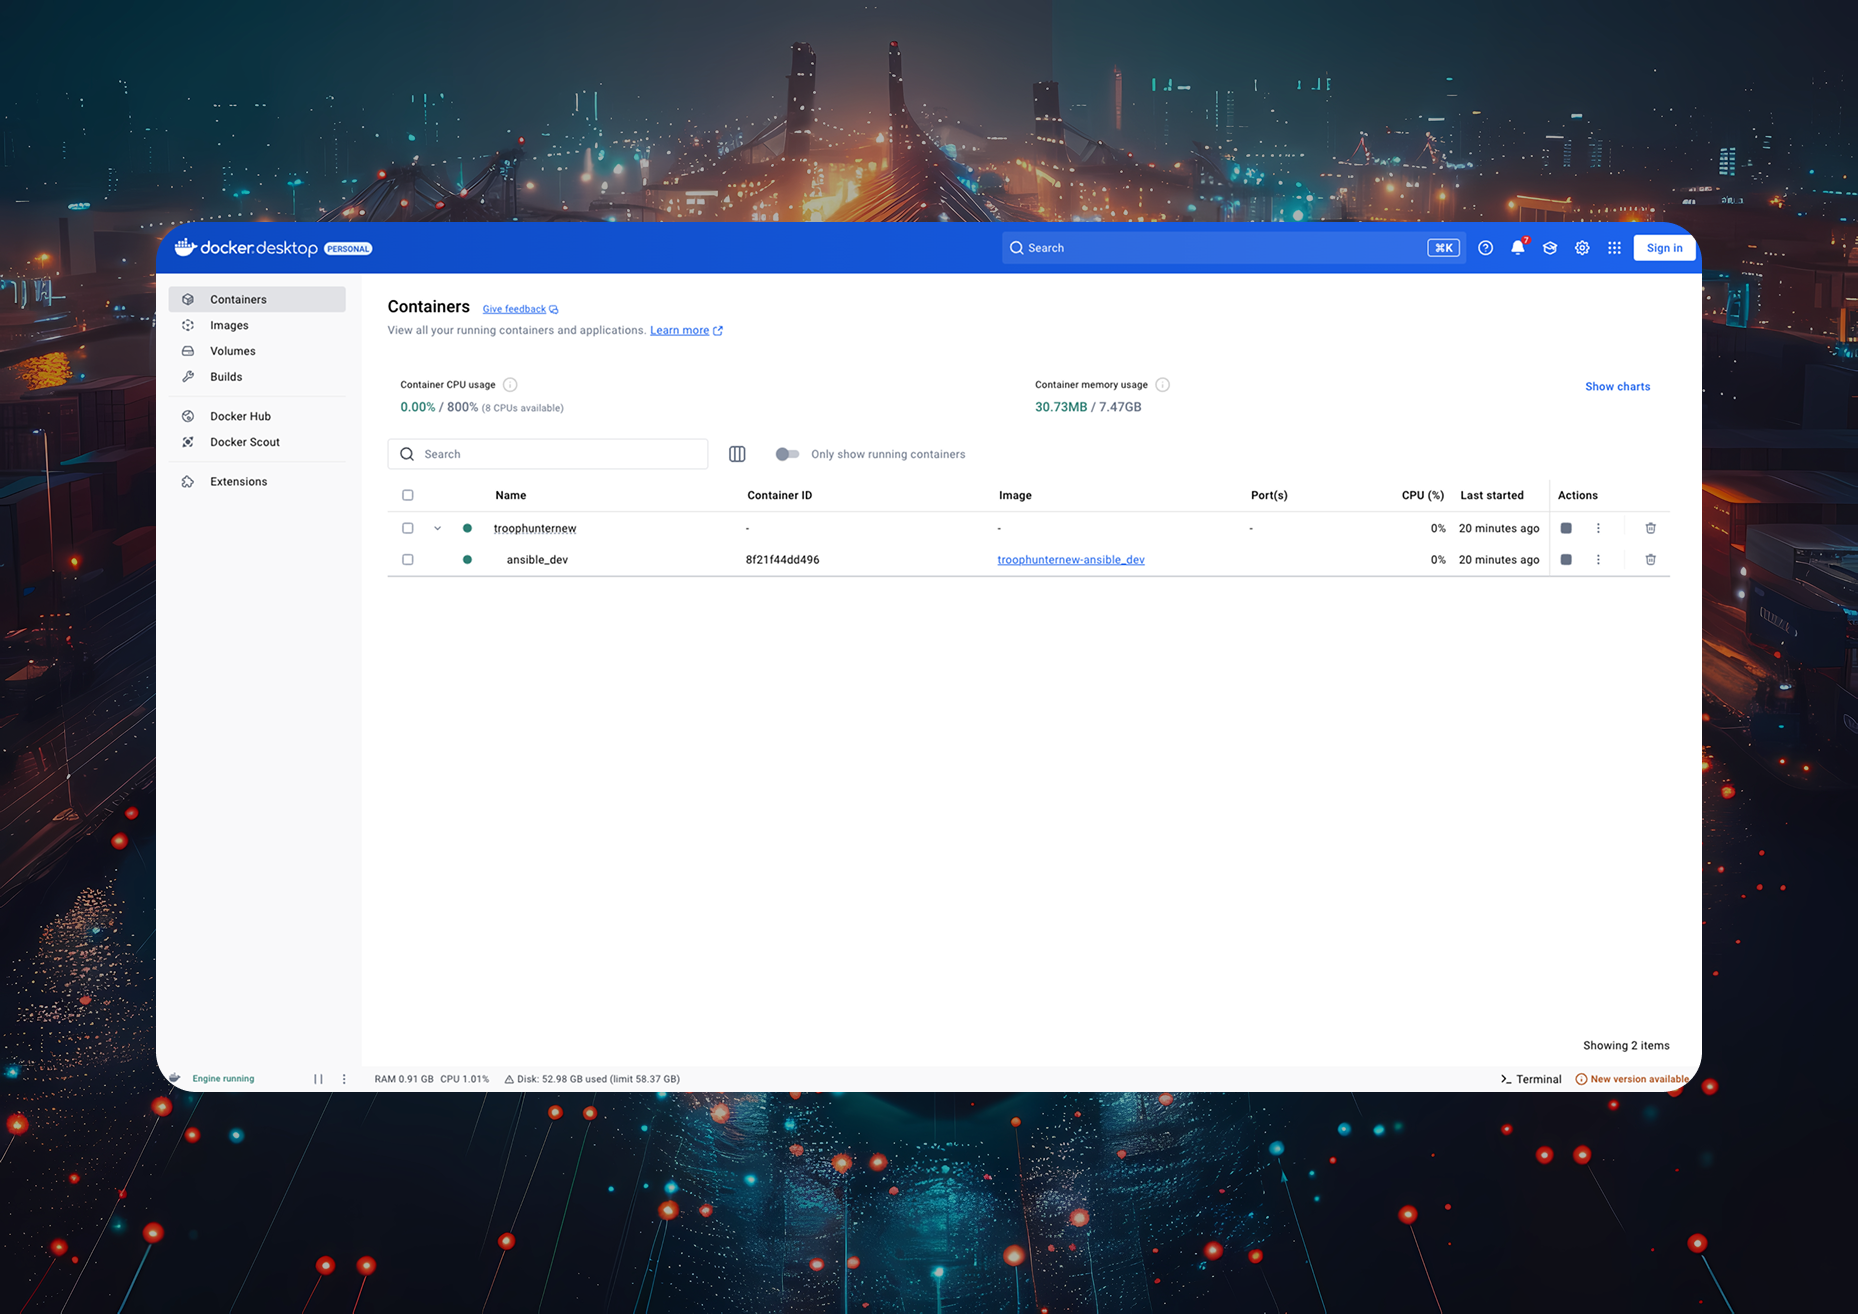 docker.desktop PERSONAL
Search ⌘K 7 Sign in
Containers
Images
Volumes
Builds
Docker Hub
Docker Scout
Extensions
Containers Give feedback
View all your running containers and applications. Learn more
Container CPU usage
0.00% / 800% (8 CPUs available)
Container memory usage
30.73MB / 7.47GB
Show charts
Search
Only show running containers
Name Container ID Image Port(s) CPU (%) Last started Actions
troophunternew - - - 0% 20 minutes ago
ansible_dev 8f21f44dd496 troophunternew-ansible_dev 0% 20 minutes ago
Showing 2 items
Engine running RAM 0.91 GB CPU 1.01% Disk: 52.98 GB used (limit 58.37 GB) >_ Terminal New version available